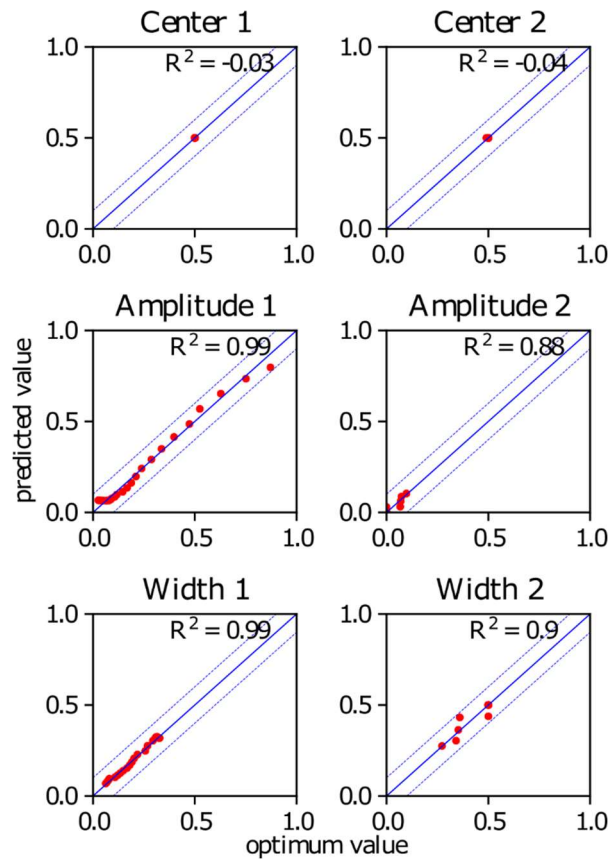 Center 1
Center 2
R² = -0.03
R² = -0.04
1.0
0.5
0.0
0.0
0.5
1.0
1.0
0.5
0.0
0.0
0.5
1.0
Amplitude 1
Amplitude 2
R² = 0.99
R² = 0.88
1.0
0.5
0.0
0.0
0.5
1.0
1.0
0.5
0.0
0.0
0.5
1.0
predicted value
Width 1
Width 2
R² = 0.99
R² = 0.9
1.0
0.5
0.0
0.0
0.5
1.0
1.0
0.5
0.0
0.0
0.5
1.0
optimum value